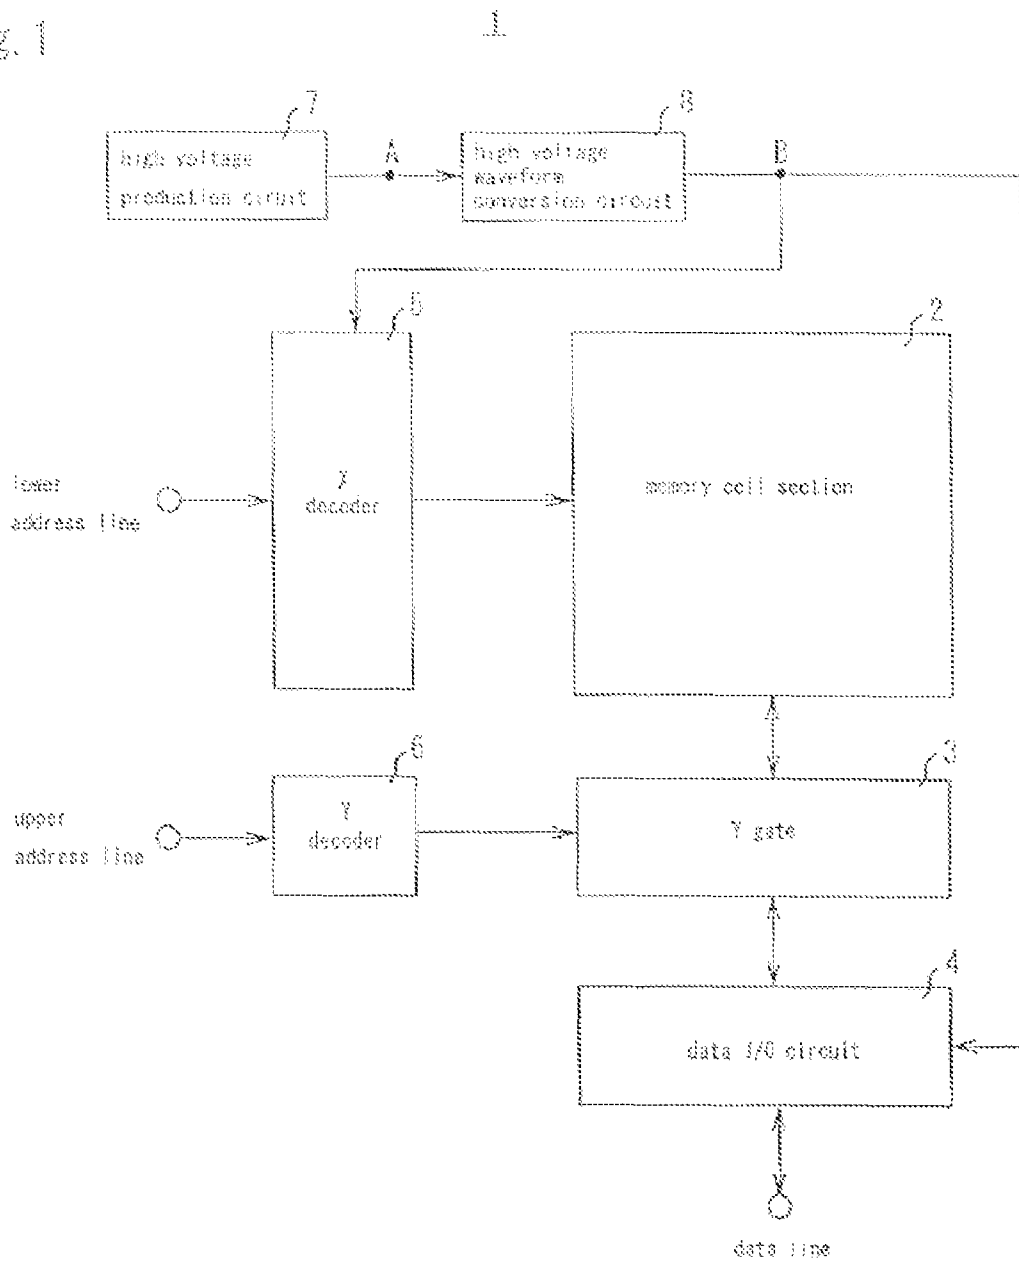 g. 1
1
7
8
high voltage
production ciruit
A
high voltage
waveform
conversion circuit
B
5
2
lower
address line
X
decoder
memory cell section
6
3
upper
address line
Y
decoder
Y gate
4
data I/O circuit
data line